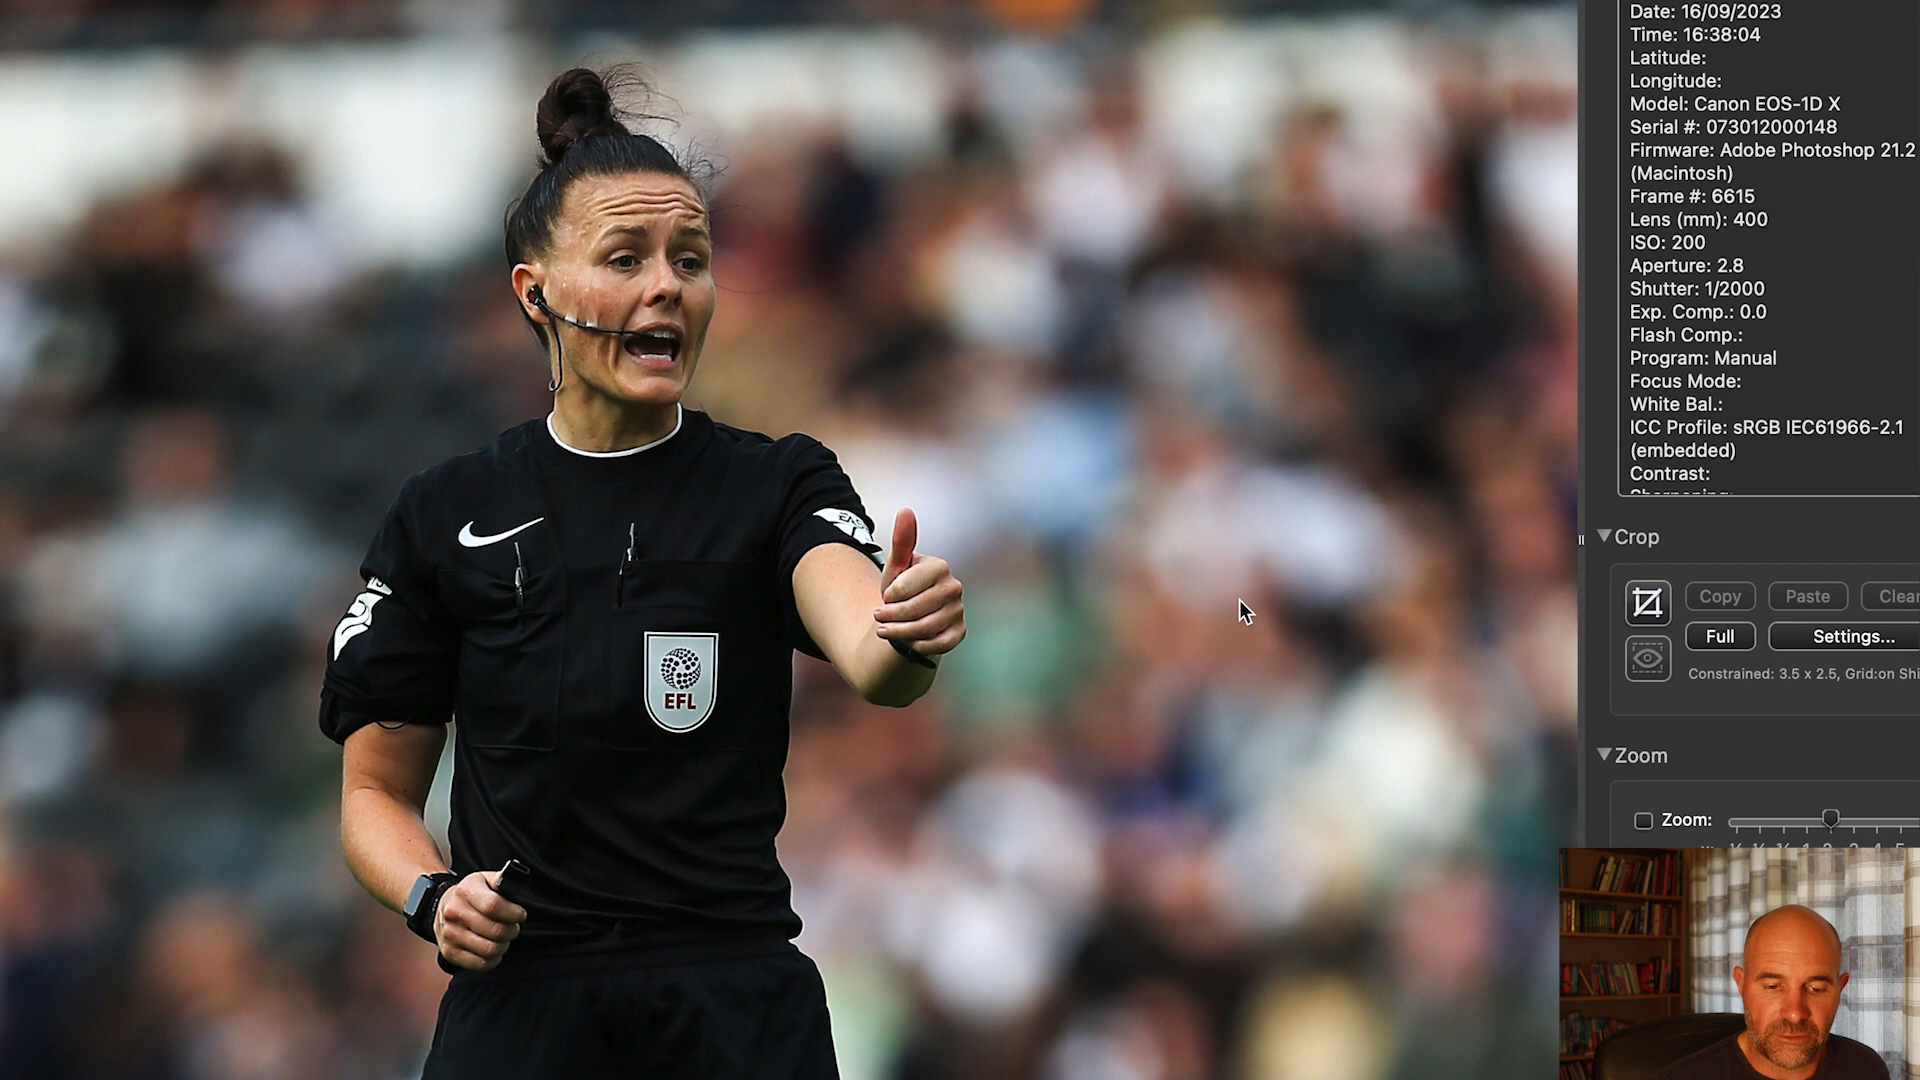 Date: 16/09/2023
Time: 16:38:04
Latitude:
Longitude:
Model: Canon EOS-1D X
Serial #: 073012000148
Firmware: Adobe Photoshop 21.2
(Macintosh)
Frame #: 6615
Lens (mm): 400
ISO: 200
Aperture: 2.8
Shutter: 1/2000
Exp. Comp.: 0.0
Flash Comp.:
Program: Manual
Focus Mode:
White Bal.:
ICC Profile: sRGB IEC61966-2.1
(embedded)
Contrast:
Crop
Copy Paste Clear
Full Settings...
Constrained: 3.5 x 2.5, Grid:on Shi
Zoom
Zoom:
EFL